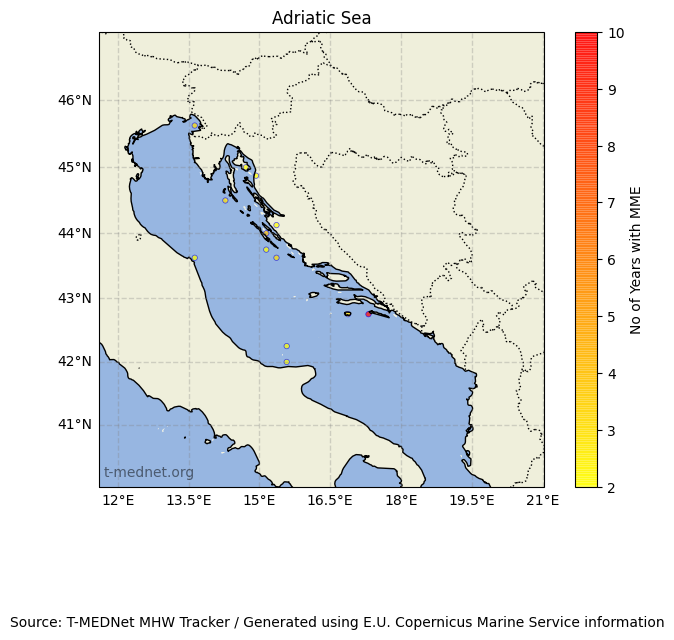 Adriatic Sea
46°N
45°N
44°N
43°N
42°N
41°N
t-mednet.org
12°E 13.5°E 15°E 16.5°E 18°E 19.5°E 21°E
10
9
8
7
6
5
4
3
2
No of Years with MME
Source: T-MEDNet MHW Tracker / Generated using E.U. Copernicus Marine Service information